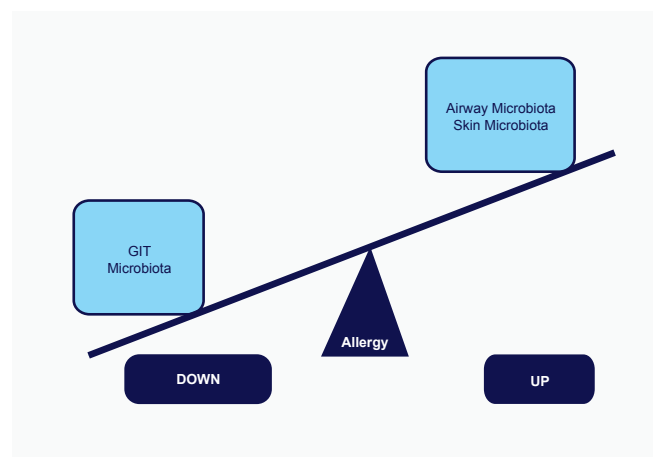 Airway Microbiota
Skin Microbiota
GIT
Microbiota
Allergy
DOWN
UP